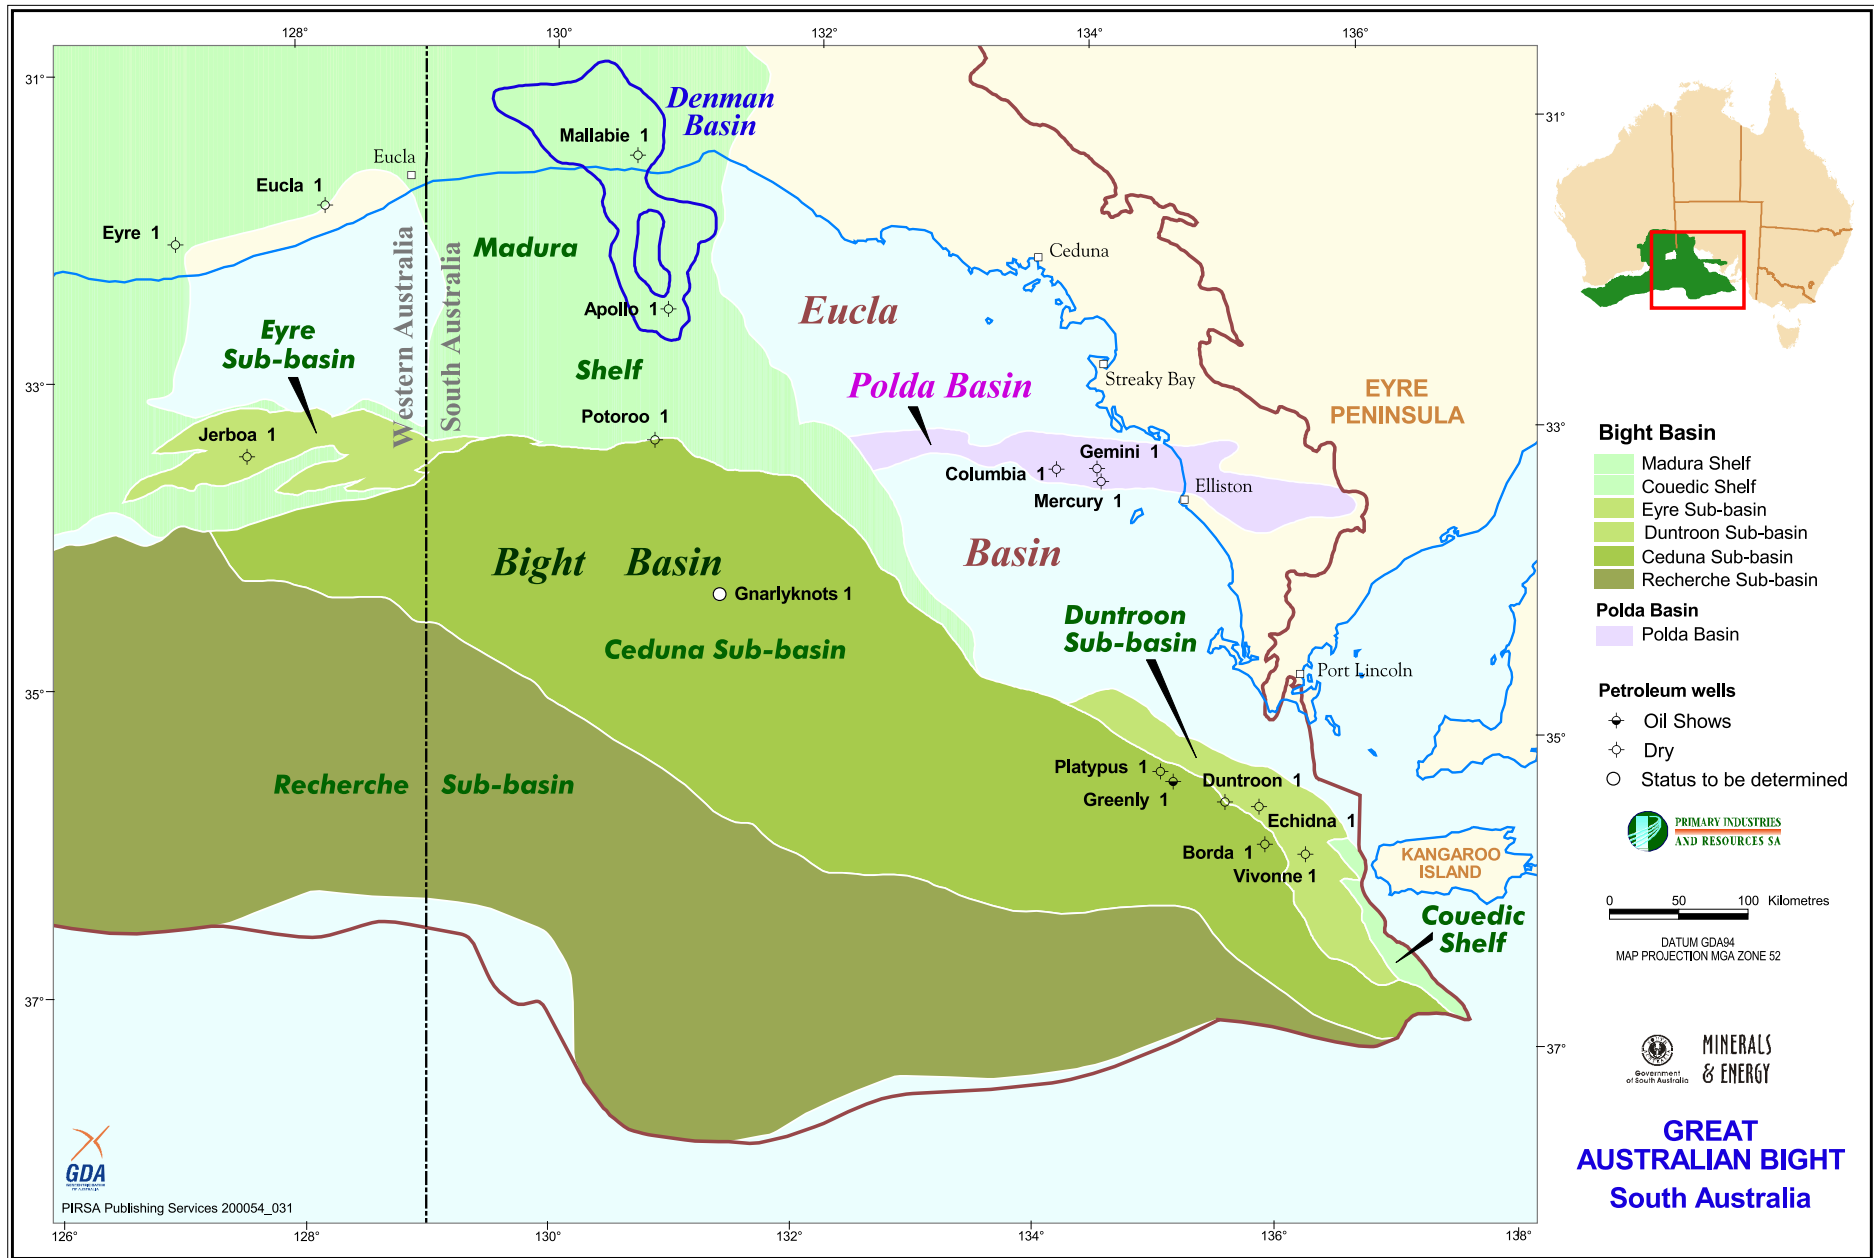 128°
130°
132°
134°
136°
31°
31°
33°
33°
35°
35°
37°
37°
126°
128°
130°
132°
134°
136°
138°
Denman
Basin
Mallabie 1
Eucla
Eucla 1
Eyre 1
Western Australia
South Australia
Madura
Shelf
Apollo 1
Eyre
Sub-basin
Jerboa 1
Potoroo 1
Eucla
Basin
Ceduna
Streaky Bay
Polda Basin
Gemini 1
Columbia 1
Mercury 1
Elliston
EYRE
PENINSULA
Bight Basin
Gnarlyknots 1
Ceduna Sub-basin
Duntroon
Sub-basin
Port Lincoln
Recherche Sub-basin
Platypus 1
Greenly 1
Duntroon 1
Echidna 1
Borda 1
Vivonne 1
KANGAROO
ISLAND
Couedic
Shelf
GDA
PIRSA Publishing Services 200054_031
Bight Basin
Madura Shelf
Couedic Shelf
Eyre Sub-basin
Duntroon Sub-basin
Ceduna Sub-basin
Recherche Sub-basin
Polda Basin
Polda Basin
Petroleum wells
Oil Shows
Dry
Status to be determined
PRIMARY INDUSTRIES
AND RESOURCES SA
0 50 100 Kilometres
DATUM GDA94
MAP PROJECTION MGA ZONE 52
Government
of South Australia
MINERALS
& ENERGY
GREAT
AUSTRALIAN BIGHT
South Australia